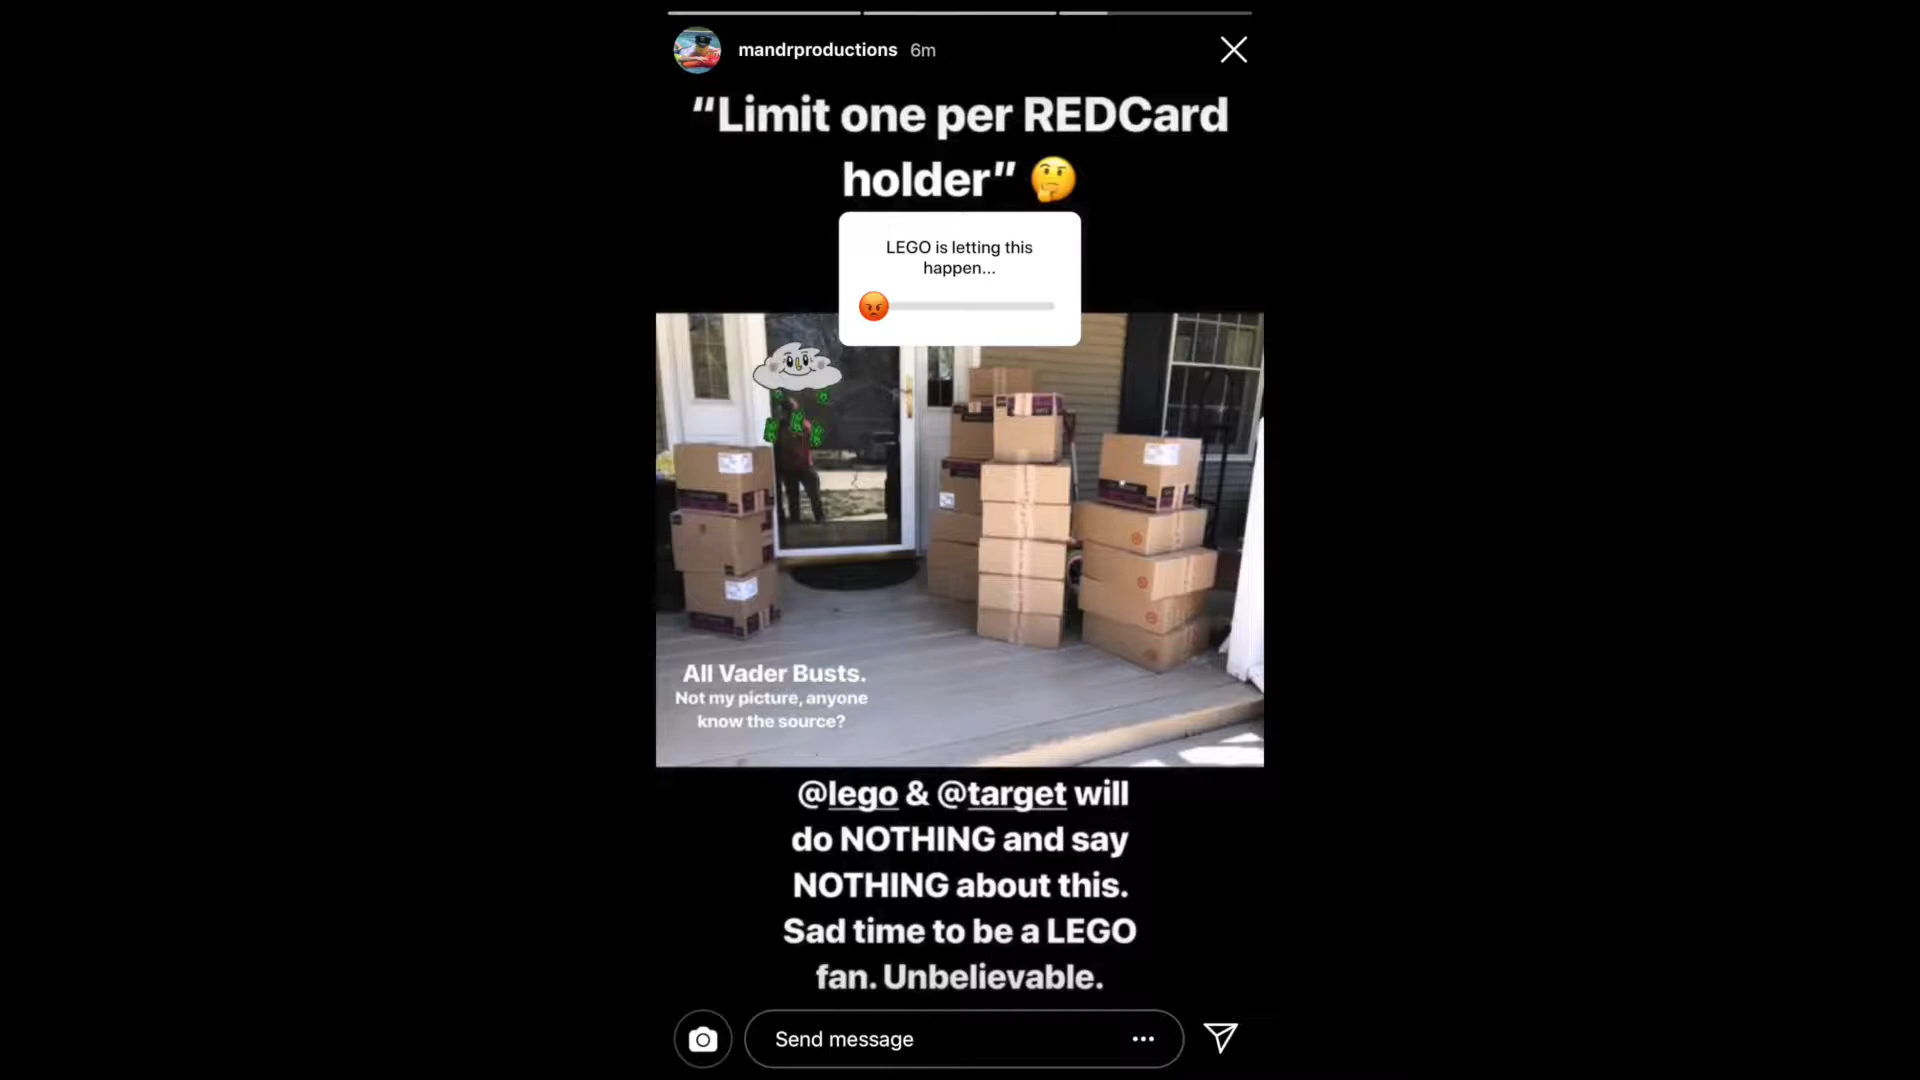 mandrproductions 6m
“Limit one per REDCard
holder” 🤔
LEGO is letting this
happen...
All Vader Busts.
Not my picture, anyone
know the source?
@lego & @target will
do NOTHING and say
NOTHING about this.
Sad time to be a LEGO
fan. Unbelievable.
Send message